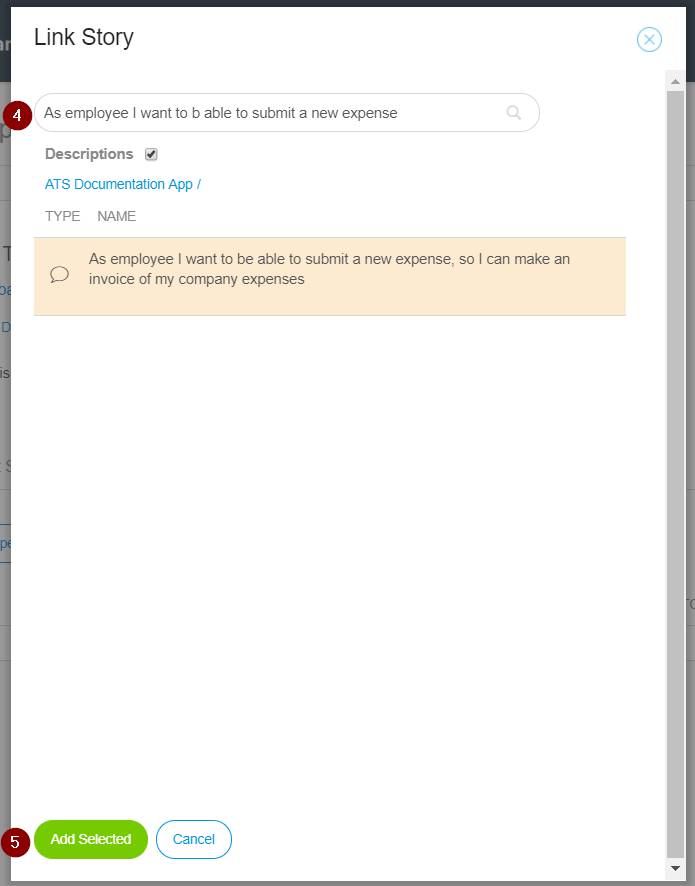 Link Story
4
As employee I want to b able to submit a new expense
Descriptions
ATS Documentation App /
TYPE NAME
As employee I want to be able to submit a new expense, so I can make an
invoice of my company expenses
5
Add Selected
Cancel